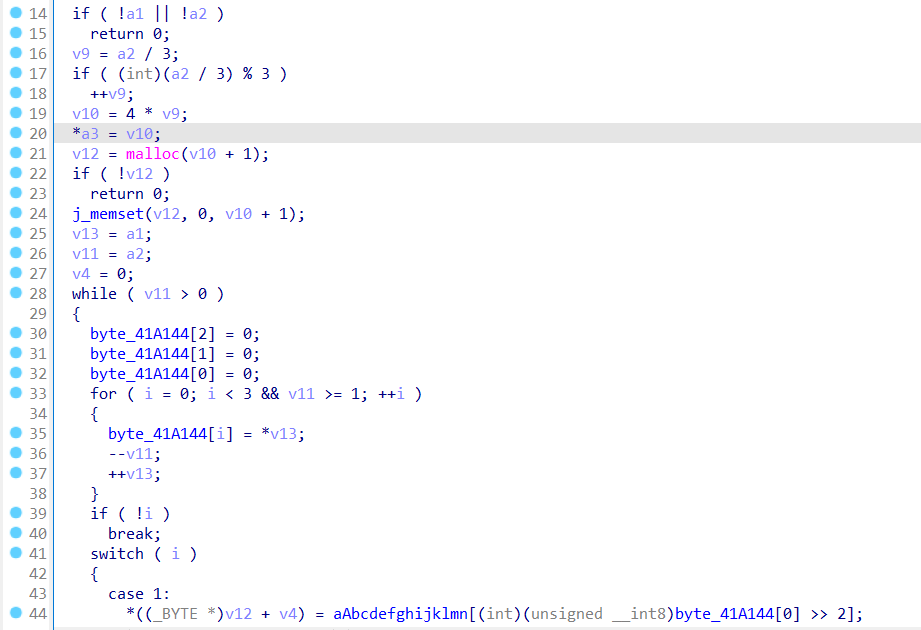 14 if ( !a1 || !a2 )
15 return 0;
16 v9 = a2 / 3;
17 if ( (int)(a2 / 3) % 3 )
18 ++v9;
19 v10 = 4 * v9;
20 *a3 = v10;
21 v12 = malloc(v10 + 1);
22 if ( !v12 )
23 return 0;
24 j_memset(v12, 0, v10 + 1);
25 v13 = a1;
26 v11 = a2;
27 v4 = 0;
28 while ( v11 > 0 )
29 {
30 byte_41A144[2] = 0;
31 byte_41A144[1] = 0;
32 byte_41A144[0] = 0;
33 for ( i = 0; i < 3 && v11 >= 1; ++i )
34 {
35 byte_41A144[i] = *v13;
36 --v11;
37 ++v13;
38 }
39 if ( !i )
40 break;
41 switch ( i )
42 {
43 case 1:
44 *((_BYTE *)v12 + v4) = aAbcdefghijklmn[(int)(unsigned __int8)byte_41A144[0] >> 2];